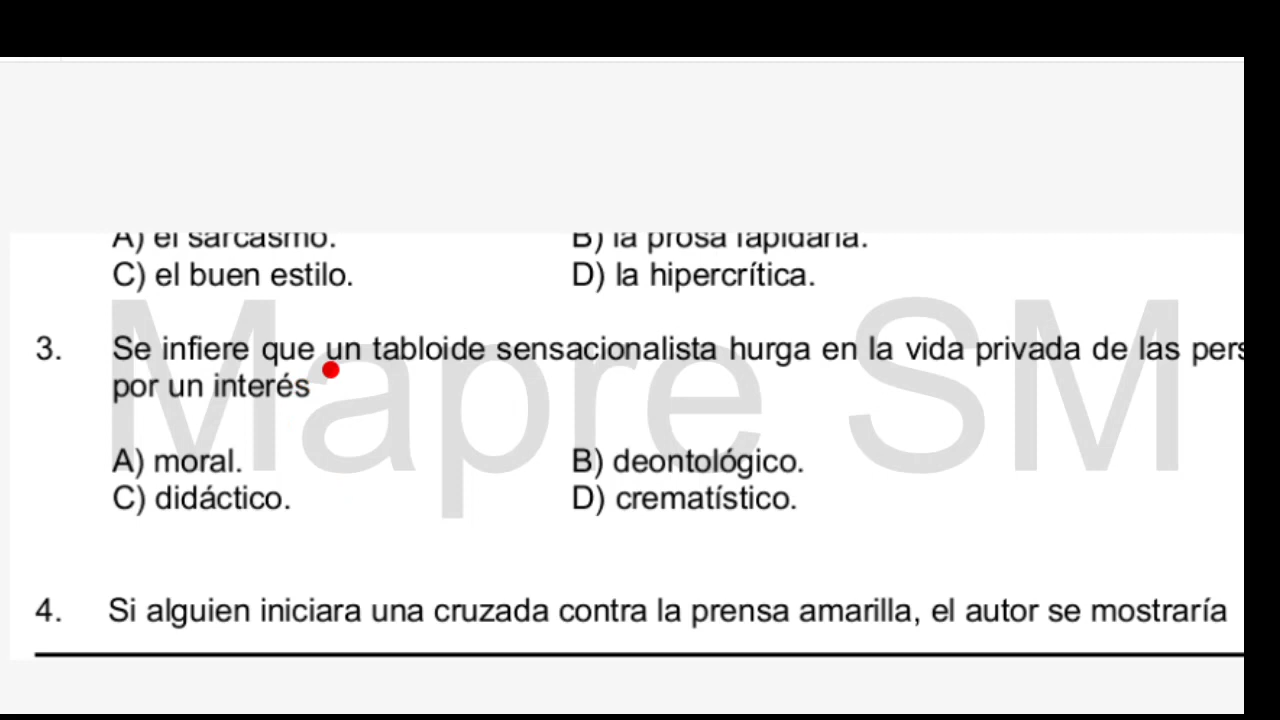 A) el sarcasmo. B) la prosa lapidaria.
C) el buen estilo. D) la hipercrítica.
3. Se infiere que un tabloide sensacionalista hurga en la vida privada de las pers
por un interés
A) moral. B) deontológico.
C) didáctico. D) crematístico.
4. Si alguien iniciara una cruzada contra la prensa amarilla, el autor se mostraría
Mapre SM